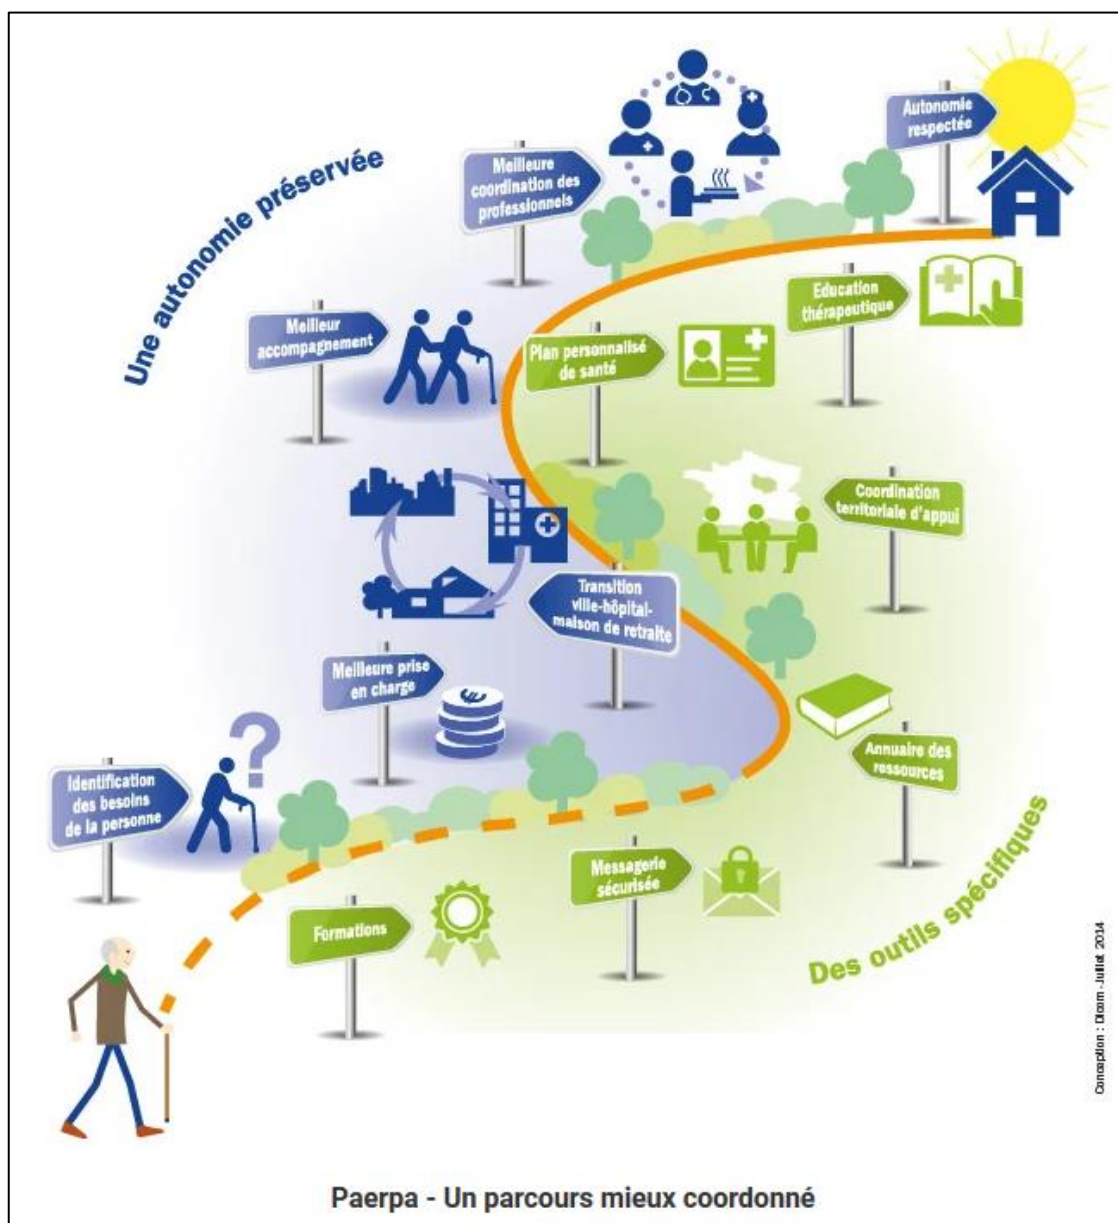 Autonomie
respectée
Meilleure
coordination des
professionnels
Une autonomie préservée
Education
thérapeutique
Meilleur
accompagnement
Plan personnalisé
de santé
Coordination
territoriale d'appui
Transition
ville-hôpital-
maison de retraite
Meilleure prise
en charge
€
Annuaire des
ressources
?
Identification
des besoins
de la personne
Messagerie
sécurisée
Formations
Des outils spécifiques
Conception : Dicom - Juillet 2014
Paerpa - Un parcours mieux coordonné